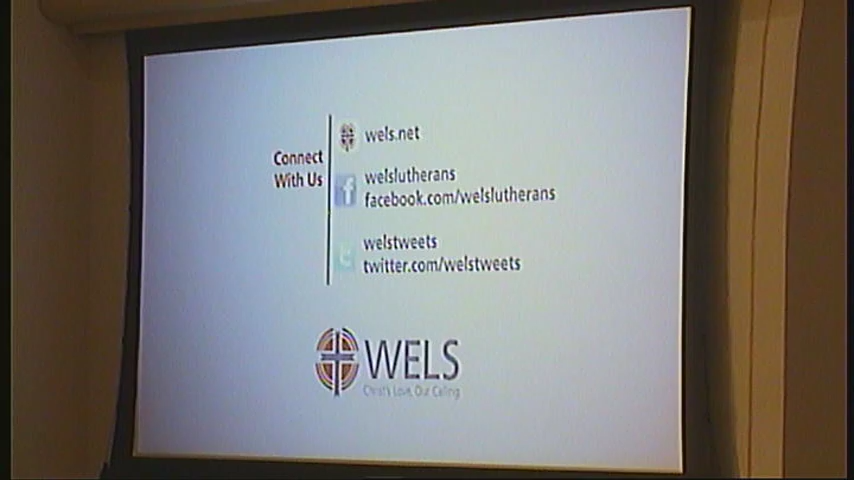 Connect
With Us
wels.net
welslutherans
facebook.com/welslutherans
welstweets
twitter.com/welstweets
WELS
Christ's Love, Our Calling